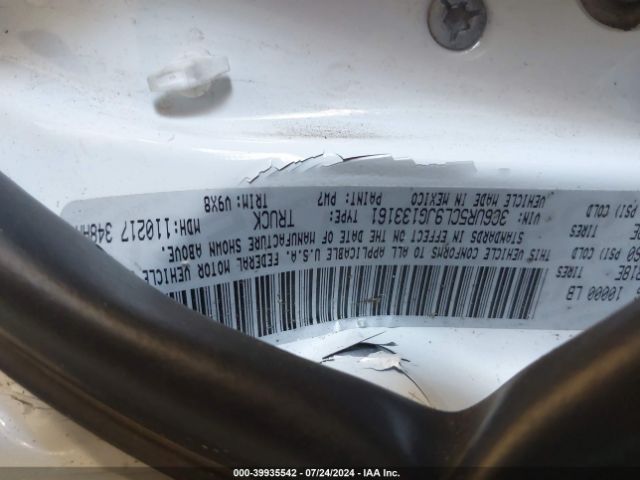 10000 LB
TIRES
PSI) COLD
TIRES
PSI) COLD
THIS VEHICLE CONFORMS TO ALL APPLICABLE U.S.A. FEDERAL MOTOR VEHICLE
STANDARDS IN EFFECT ON THE DATE OF MANUFACTURE SHOWN ABOVE.
VIN: 3C6UR5CL9JG133161 TYPE: TRUCK MDH:110217
VEHICLE MADE IN MEXICO PAINT: PW7 TRIM: V9X8
000-39935542 - 07/24/2024 - IAA Inc.